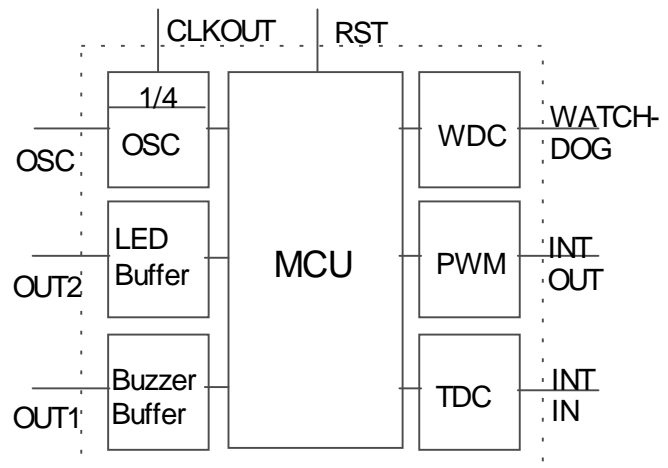 CLKOUT
RST
1/4
OSC
OSC
WDC
WATCH-
DOG
LED
Buffer
OUT2
MCU
PWM
INT
OUT
Buzzer
Buffer
OUT1
TDC
INT
IN